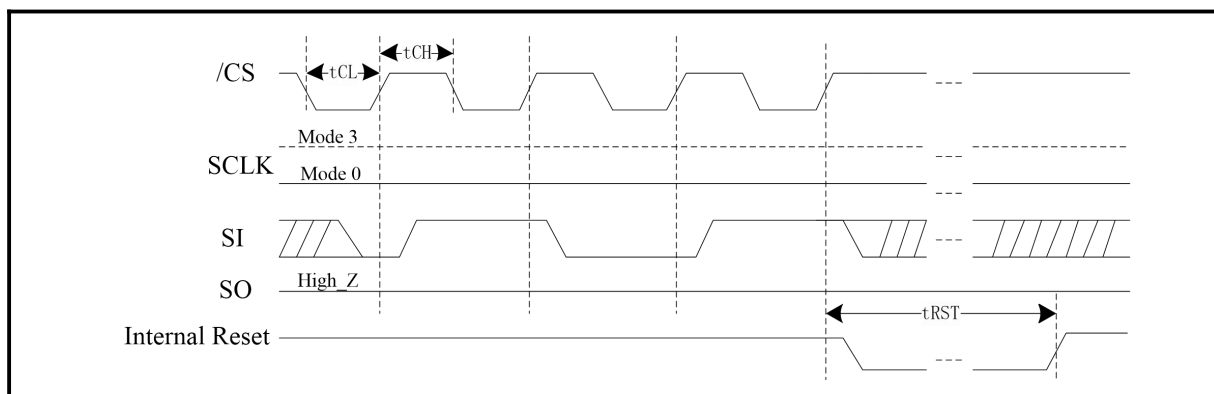 tCH
/CS
tCL
Mode 3
SCLK
Mode 0
SI
High_Z
SO
tRST
Internal Reset